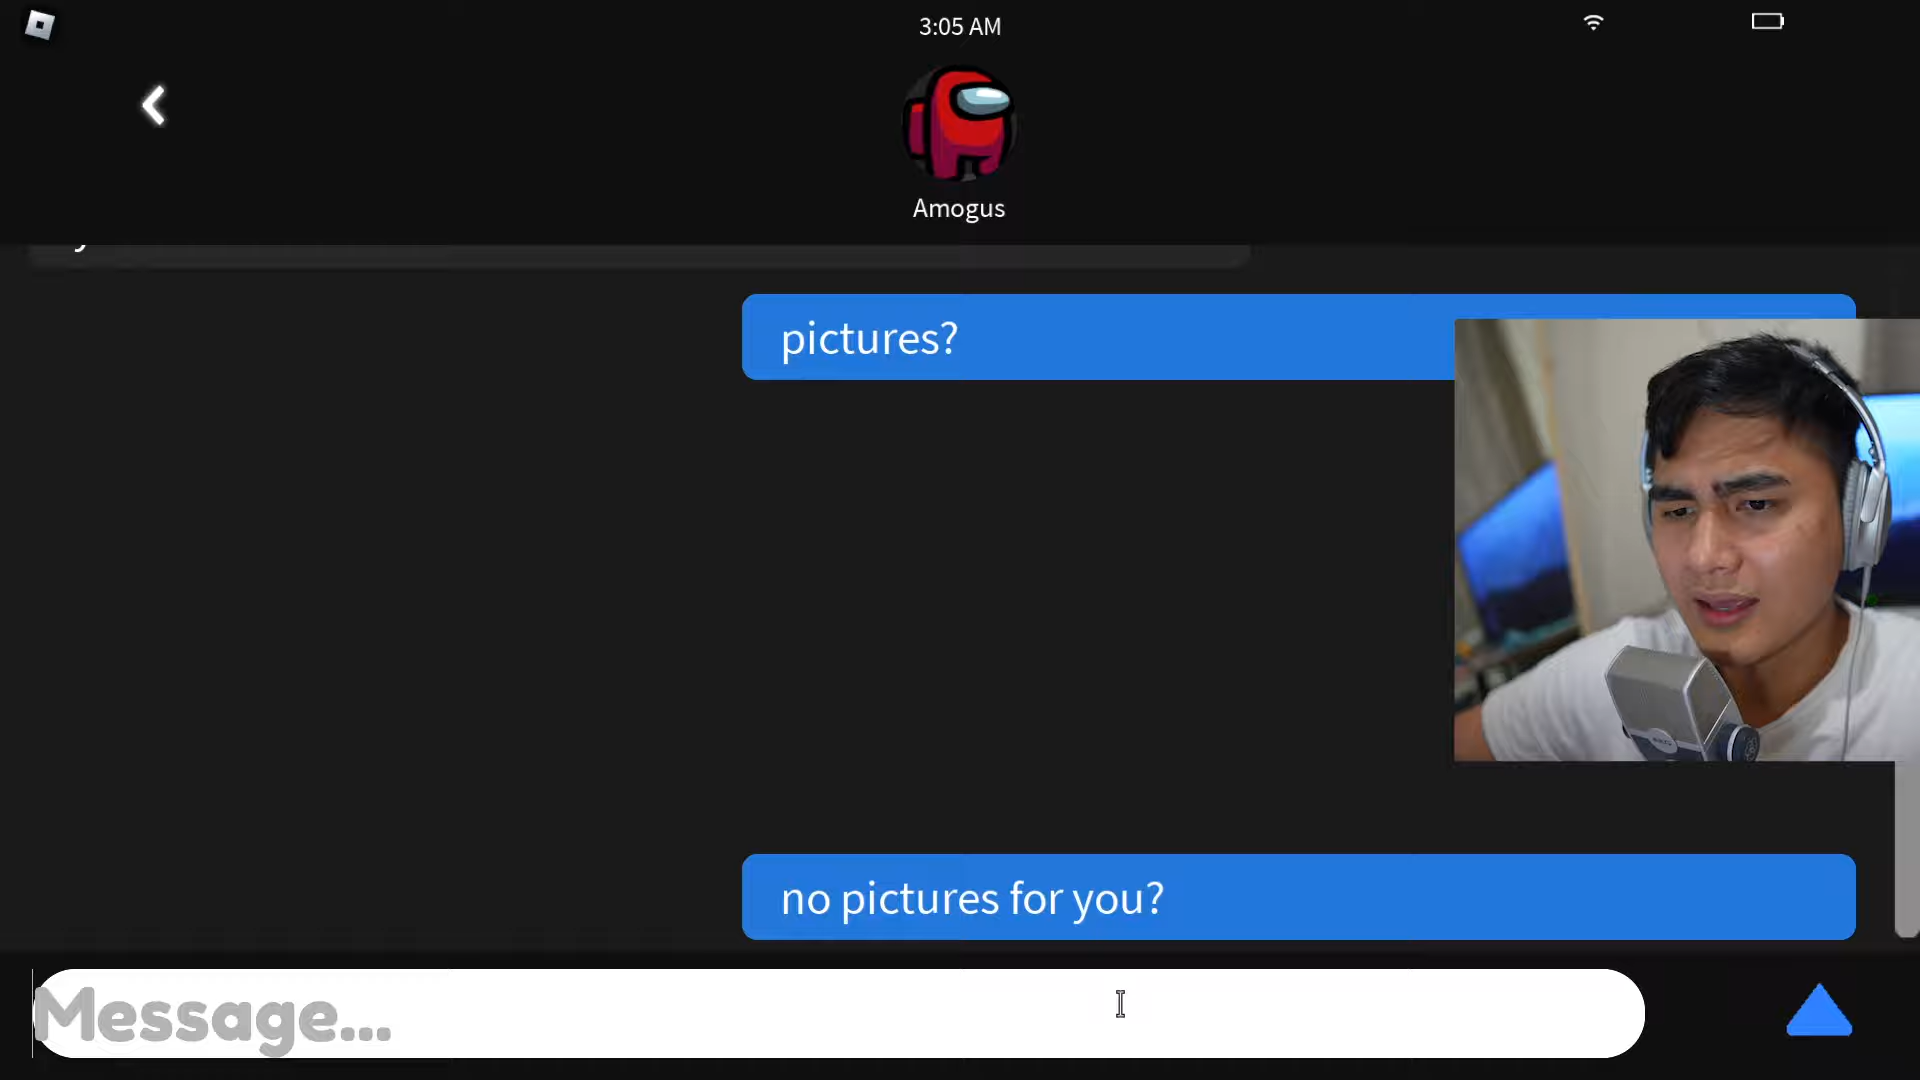 3:05 AM
Amogus
pictures?
no pictures for you?
Message...